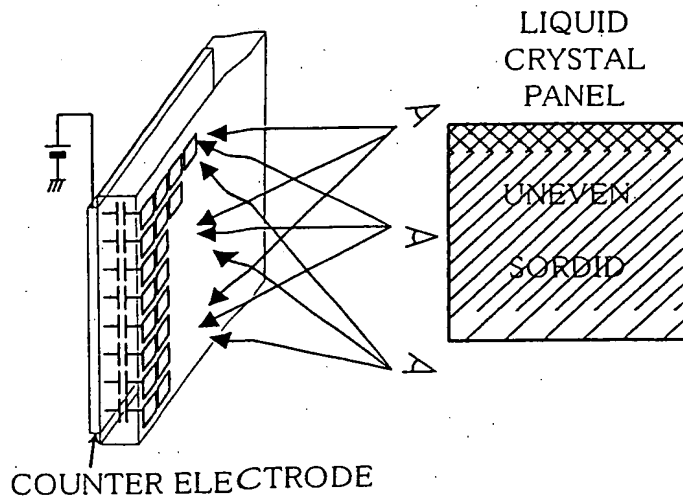 LIQUID
CRYSTAL
PANEL
UNEVEN
SORDID
COUNTER ELECTRODE